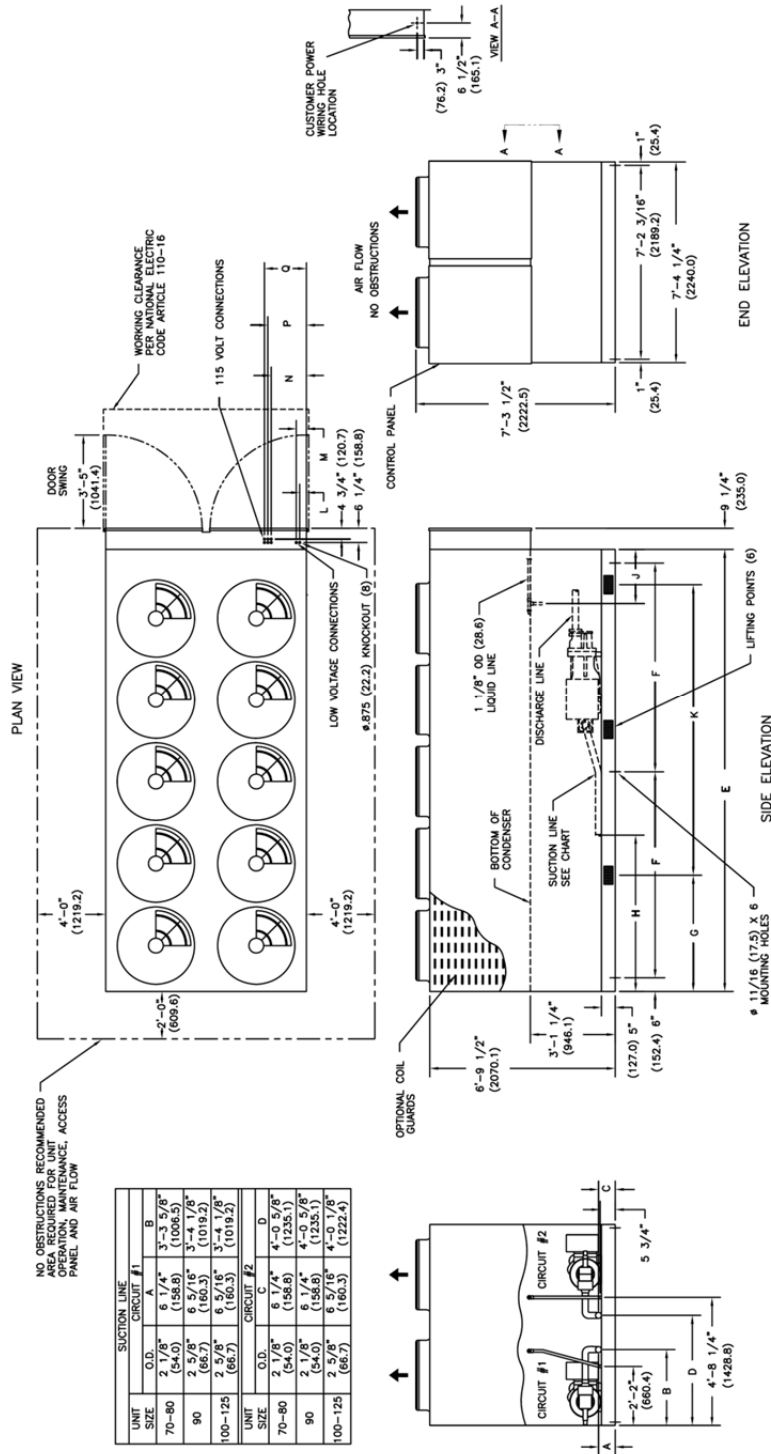 PLAN VIEW
NO OBSTRUCTIONS RECOMMENDED
AREA REQUIRED FOR UNIT
OPERATION, MAINTENANCE, ACCESS
PANEL AND AIR FLOW
4'-0"
(1219.2)
2'-0"
(609.6)
4'-0"
(1219.2)
DOOR
SWING
3'-5"
(1041.4)
WORKING CLEARANCE
PER NATIONAL ELECTRIC
CODE ARTICLE 110-16
115 VOLT CONNECTIONS
Q
P
N
M
L
4 3/4" (120.7)
6 1/4" (158.8)
LOW VOLTAGE CONNECTIONS
ø.875 (22.2) KNOCKOUT (8)
CUSTOMER POWER
WIRING HOLE
LOCATION
(76.2) 3"
6 1/2"
(165.1)
VIEW A-A
SUCTION LINE
UNIT SIZE CIRCUIT #1
O.D. A B
70-80 2 1/8" (54.0) 6 1/4" (158.8) 3'-3 5/8" (1006.5)
90 2 5/8" (66.7) 6 5/16" (160.3) 3'-4 1/8" (1019.2)
100-125 2 5/8" (66.7) 6 5/16" (160.3) 3'-4 1/8" (1019.2)
UNIT SIZE CIRCUIT #2
O.D. C D
70-80 2 1/8" (54.0) 6 1/4" (158.8) 4'-0 5/8" (1235.1)
90 2 1/8" (54.0) 6 1/4" (158.8) 4'-0 5/8" (1235.1)
100-125 2 5/8" (66.7) 6 5/16" (160.3) 4'-0 1/8" (1222.4)
CIRCUIT #1
CIRCUIT #2
A
2'-2"
(660.4)
B
D
4'-8 1/4"
(1428.8)
5 3/4"
C
OPTIONAL COIL
GUARDS
6'-9 1/2"
(2070.1)
3'-1 1/4"
(946.1)
(127.0) 5"
(152.4) 6"
BOTTOM OF
CONDENSER
SUCTION LINE
SEE CHART
1 1/8" OD (28.6)
LIQUID LINE
DISCHARGE LINE
H
J
F
F
G
K
E
ø 11/16 (17.5) X 6
MOUNTING HOLES
LIFTING POINTS (6)
9 1/4"
(235.0)
SIDE ELEVATION
CONTROL PANEL
AIR FLOW
NO OBSTRUCTIONS
7'-3 1/2"
(2222.5)
A
A
1"
(25.4)
7'-2 3/16"
(2189.2)
7'-4 1/4"
(2240.0)
1"
(25.4)
END ELEVATION